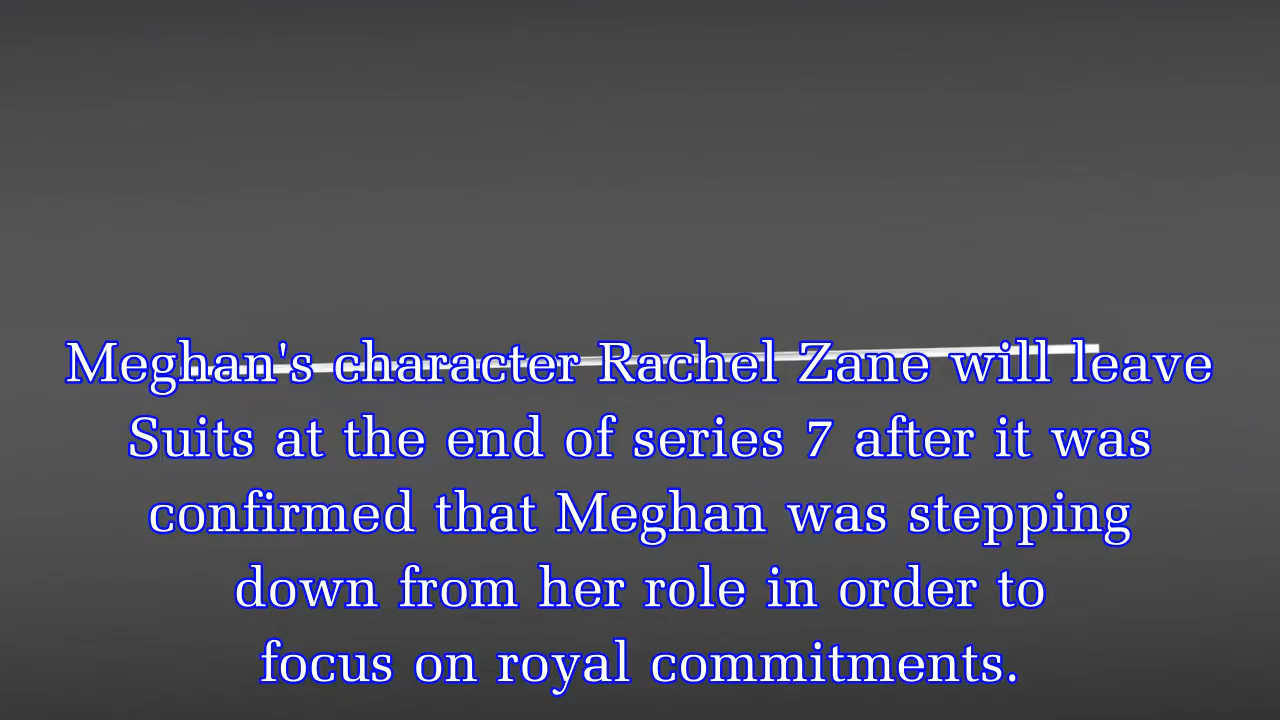 Meghan's character Rachel Zane will leave
Suits at the end of series 7 after it was
confirmed that Meghan was stepping
down from her role in order to
focus on royal commitments.